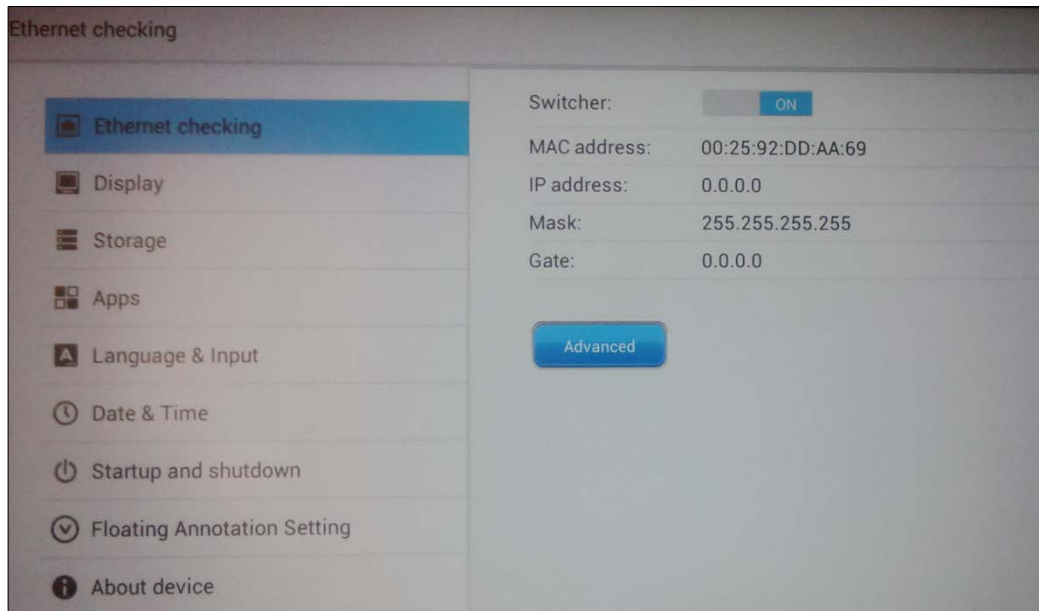 Ethernet checking
Ethernet checking
Display
Storage
Apps
Language & Input
Date & Time
Startup and shutdown
Floating Annotation Setting
About device
Switcher: ON
MAC address: 00:25:92:DD:AA:69
IP address: 0.0.0.0
Mask: 255.255.255.255
Gate: 0.0.0.0
Advanced